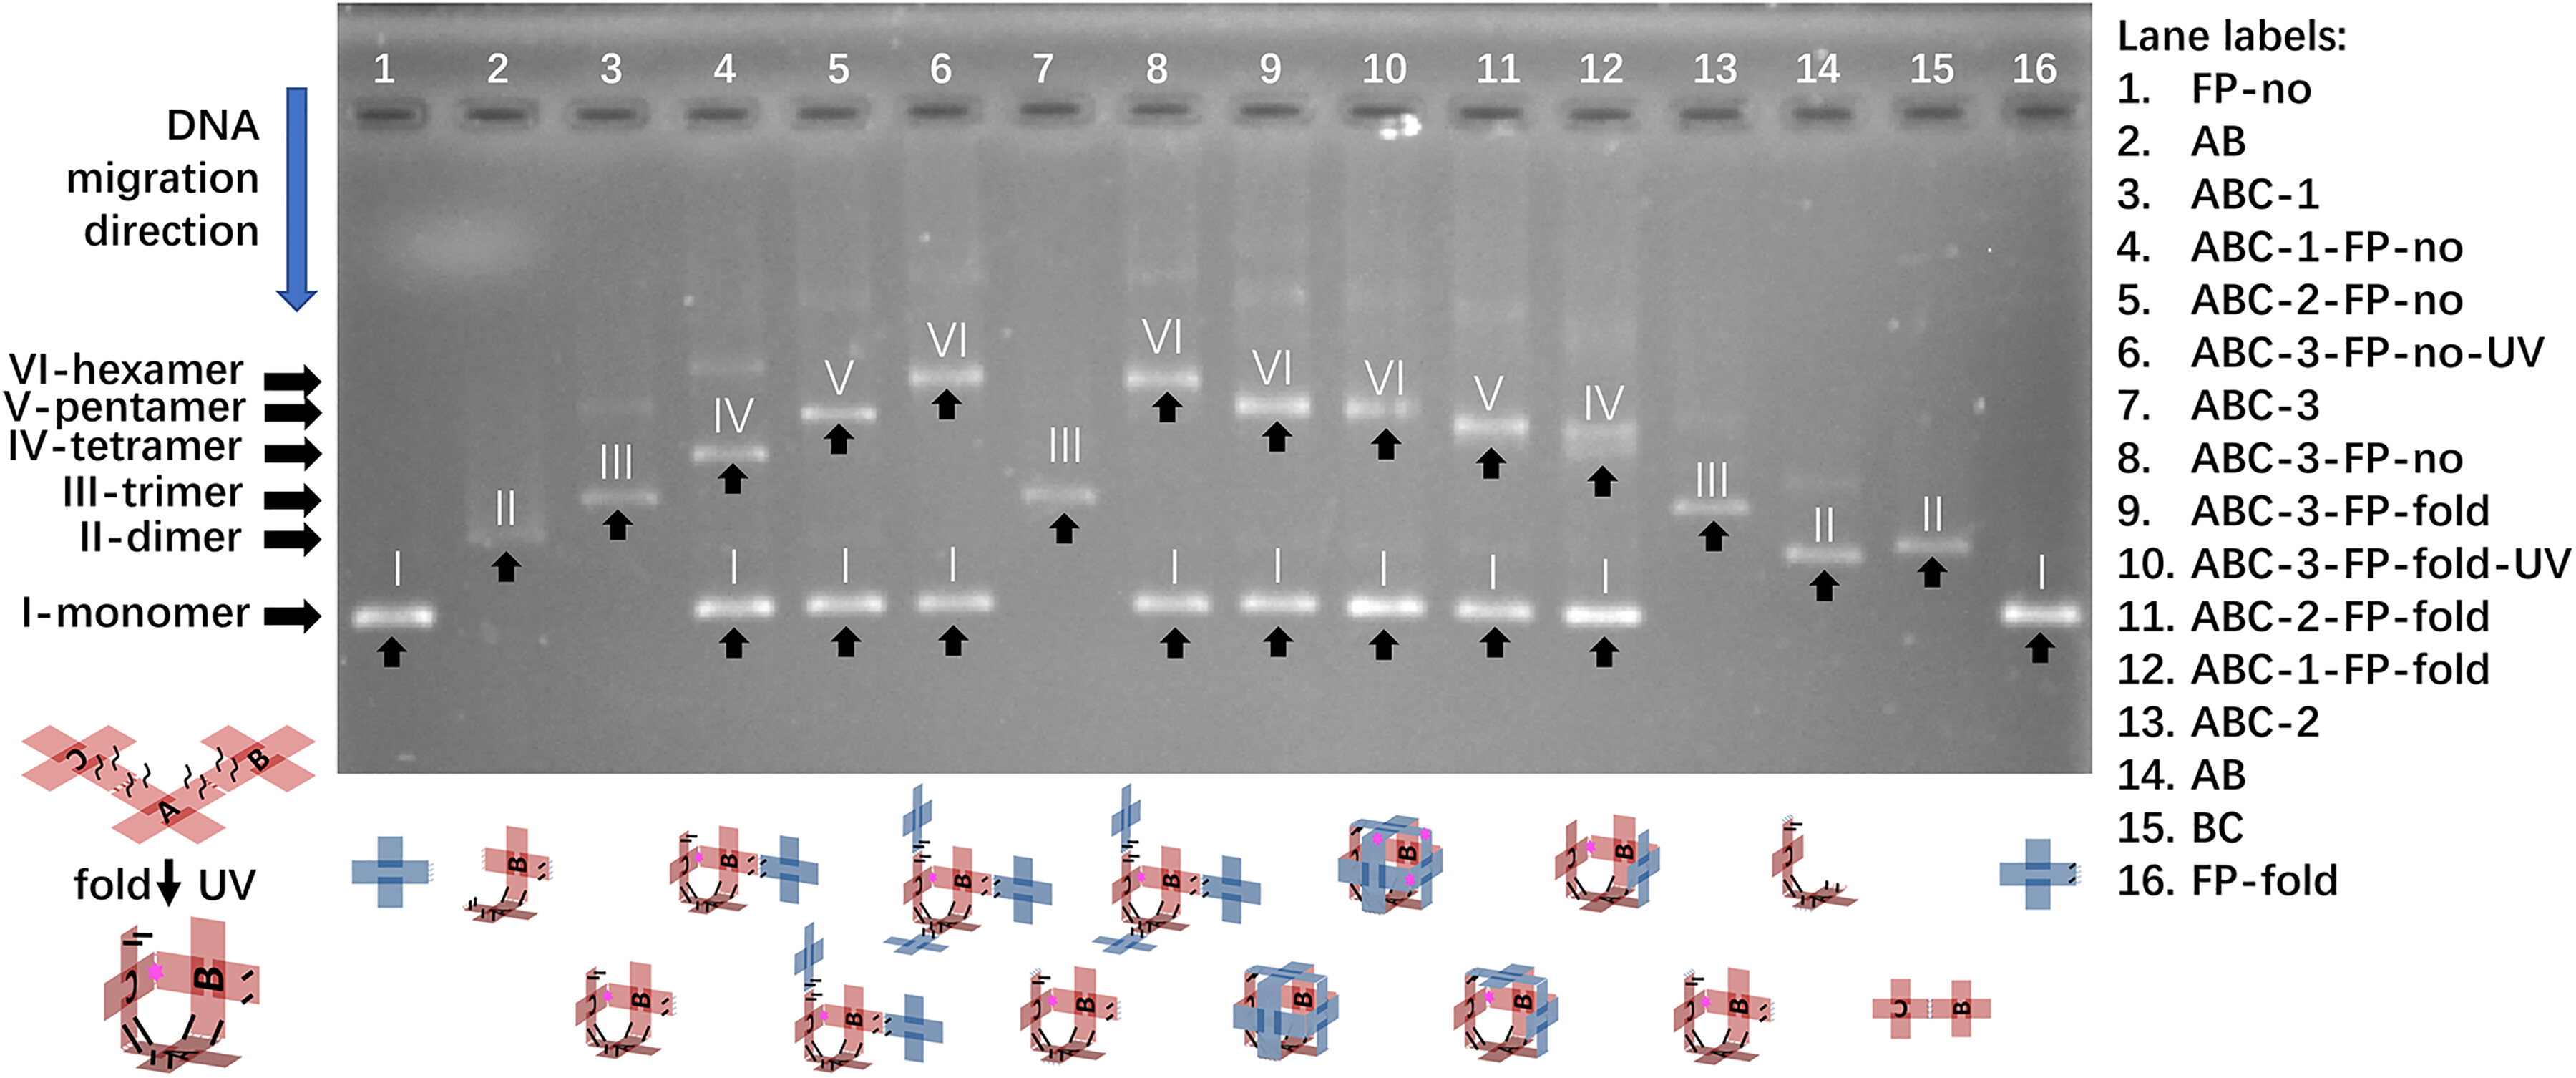 1 2 3 4 5 6 7 8 9 10 11 12 13 14 15 16
DNA
migration
direction
VI-hexamer
V-pentamer
IV-tetramer
III-trimer
II-dimer
I-monomer
I II III IV V VI III VI VI VI V IV III II II I
I I I I I I I I
C B
A
fold UV
C B
A
B B B B B
C B C B C B C B C B C B
Lane labels:
1. FP-no
2. AB
3. ABC-1
4. ABC-1-FP-no
5. ABC-2-FP-no
6. ABC-3-FP-no-UV
7. ABC-3
8. ABC-3-FP-no
9. ABC-3-FP-fold
10. ABC-3-FP-fold-UV
11. ABC-2-FP-fold
12. ABC-1-FP-fold
13. ABC-2
14. AB
15. BC
16. FP-fold